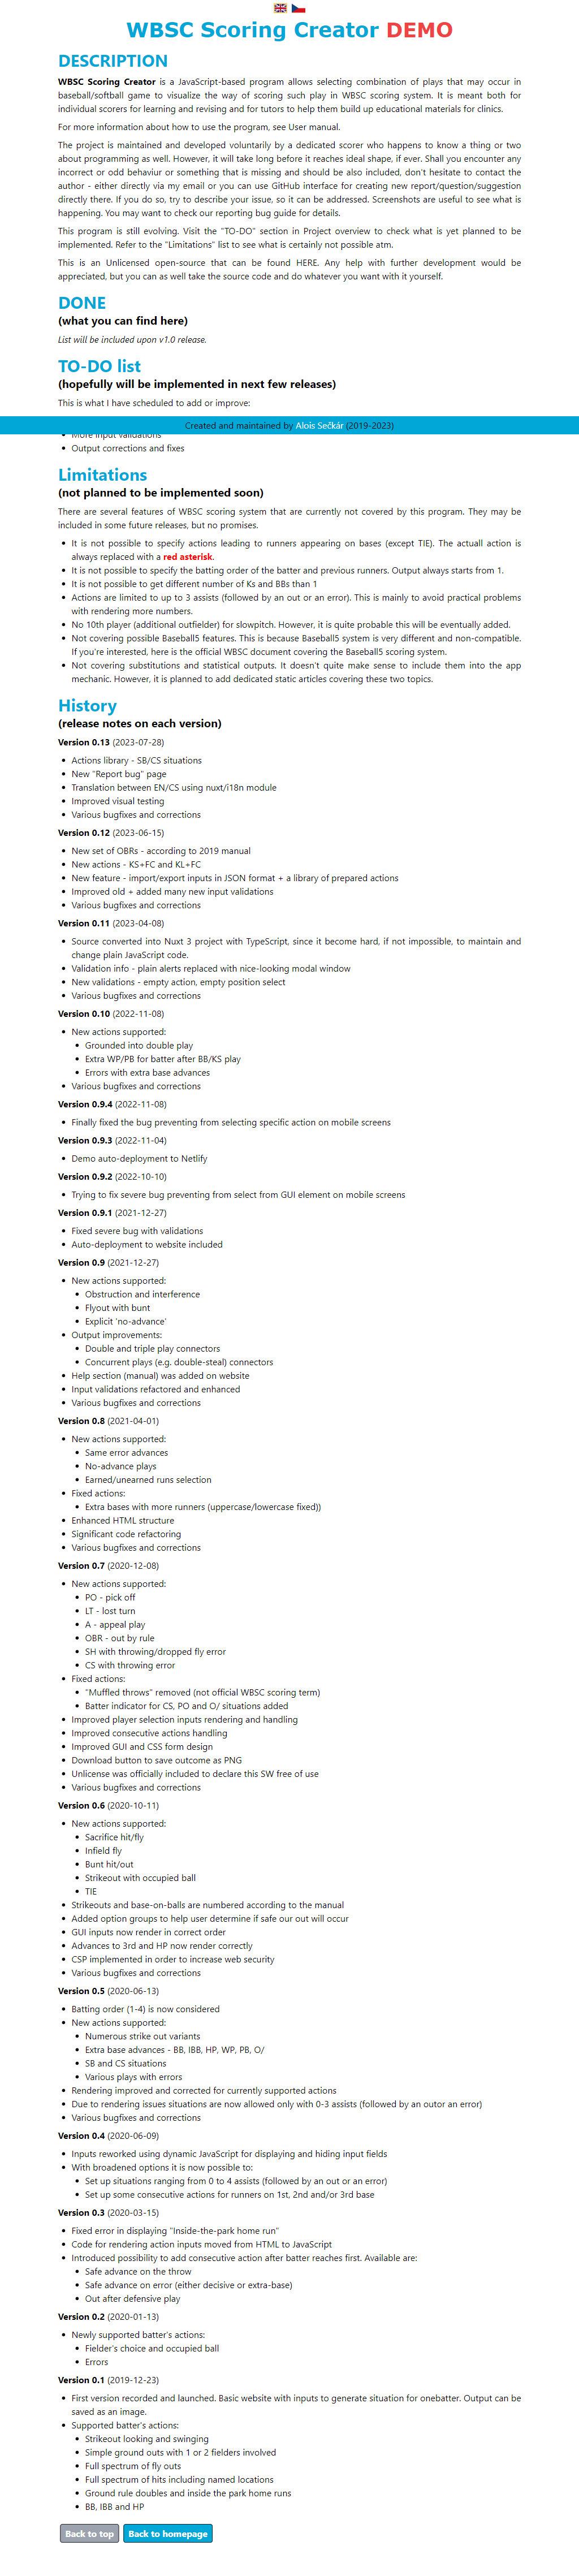 WBSC Scoring Creator DEMO
DESCRIPTION
WBSC Scoring Creator is a JavaScript-based program allows selecting combination of plays that may occur in
baseball/softball game to visualize the way of scoring such play in WBSC scoring system. It is meant both for
individual scorers for learning and revising and for tutors to help them build up educational materials for clinics.
For more information about how to use the program, see User manual.
The project is maintained and developed voluntarily by a dedicated scorer who happens to know a thing or two
about programming as well. However, it will take long before it reaches ideal shape, if ever. Shall you encounter any
incorrect or odd behaviur or something that is missing and should be also included, don't hesitate to contact the
author - either directly via my email or you can use GitHub interface for creating new report/question/suggestion
directly there. If you do so, try to describe your issue, so it can be addressed. Screenshots are useful to see what is
happening. You may want to check our reporting bug guide for details.
This program is still evolving. Visit the "TO-DO" section in Project overview to check what is yet planned to be
implemented. Refer to the "Limitations" list to see what is certainly not possible atm.
This is an Unlicensed open-source that can be found HERE. Any help with further development would be
appreciated, but you can as well take the source code and do whatever you want with it yourself.
DONE
(what you can find here)
List will be included upon v1.0 release.
TO-DO list
(hopefully will be implemented in next few releases)
This is what I have scheduled to add or improve:
Created and maintained by Alois Sečkár (2019-2023)
• More input validations
• Output corrections and fixes
Limitations
(not planned to be implemented soon)
There are several features of WBSC scoring system that are currently not covered by this program. They may be
included in some future releases, but no promises.
• It is not possible to specify actions leading to runners appearing on bases (except TIE). The actuall action is
always replaced with a red asterisk.
• It is not possible to specify the batting order of the batter and previous runners. Output always starts from 1.
• It is not possible to get different number of Ks and BBs than 1
• Actions are limited to up to 3 assists (followed by an out or an error). This is mainly to avoid practical problems
with rendering more numbers.
• No 10th player (additional outfielder) for slowpitch. However, it is quite probable this will be eventually added.
• Not covering possible Baseball5 features. This is because Baseball5 system is very different and non-compatible.
If you're interested, here is the official WBSC document covering the Baseball5 scoring system.
• Not covering substitutions and statistical outputs. It doesn't quite make sense to include them into the app
mechanic. However, it is planned to add dedicated static articles covering these two topics.
History
(release notes on each version)
Version 0.13 (2023-07-28)
• Actions library - SB/CS situations
• New "Report bug" page
• Translation between EN/CS using nuxt/i18n module
• Improved visual testing
• Various bugfixes and corrections
Version 0.12 (2023-06-15)
• New set of OBRs - according to 2019 manual
• New actions - KS+FC and KL+FC
• New feature - import/export inputs in JSON format + a library of prepared actions
• Improved old + added many new input validations
• Various bugfixes and corrections
Version 0.11 (2023-04-08)
• Source converted into Nuxt 3 project with TypeScript, since it become hard, if not impossible, to maintain and
change plain JavaScript code.
• Validation info - plain alerts replaced with nice-looking modal window
• New validations - empty action, empty position select
• Various bugfixes and corrections
Version 0.10 (2022-11-08)
• New actions supported:
• Grounded into double play
• Extra WP/PB for batter after BB/KS play
• Errors with extra base advances
• Various bugfixes and corrections
Version 0.9.4 (2022-11-08)
• Finally fixed the bug preventing from selecting specific action on mobile screens
Version 0.9.3 (2022-11-04)
• Demo auto-deployment to Netlify
Version 0.9.2 (2022-10-10)
• Trying to fix severe bug preventing from select from GUI element on mobile screens
Version 0.9.1 (2021-12-27)
• Fixed severe bug with validations
• Auto-deployment to website included
Version 0.9 (2021-12-27)
• New actions supported:
• Obstruction and interference
• Flyout with bunt
• Explicit 'no-advance'
• Output improvements:
• Double and triple play connectors
• Concurrent plays (e.g. double-steal) connectors
• Help section (manual) was added on website
• Input validations refactored and enhanced
• Various bugfixes and corrections
Version 0.8 (2021-04-01)
• New actions supported:
• Same error advances
• No-advance plays
• Earned/unearned runs selection
• Fixed actions:
• Extra bases with more runners (uppercase/lowercase fixed))
• Enhanced HTML structure
• Significant code refactoring
• Various bugfixes and corrections
Version 0.7 (2020-12-08)
• New actions supported:
• PO - pick off
• LT - lost turn
• A - appeal play
• OBR - out by rule
• SH with throwing/dropped fly error
• CS with throwing error
• Fixed actions:
• "Muffled throws" removed (not official WBSC scoring term)
• Batter indicator for CS, PO and O/ situations added
• Improved player selection inputs rendering and handling
• Improved consecutive actions handling
• Improved GUI and CSS form design
• Download button to save outcome as PNG
• Unlicense was officially included to declare this SW free of use
• Various bugfixes and corrections
Version 0.6 (2020-10-11)
• New actions supported:
• Sacrifice hit/fly
• Infield fly
• Bunt hit/out
• Strikeout with occupied ball
• TIE
• Strikeouts and base-on-balls are numbered according to the manual
• Added option groups to help user determine if safe our out will occur
• GUI inputs now render in correct order
• Advances to 3rd and HP now render correctly
• CSP implemented in order to increase web security
• Various bugfixes and corrections
Version 0.5 (2020-06-13)
• Batting order (1-4) is now considered
• New actions supported:
• Numerous strike out variants
• Extra base advances - BB, IBB, HP, WP, PB, O/
• SB and CS situations
• Various plays with errors
• Rendering improved and corrected for currently supported actions
• Due to rendering issues situations are now allowed only with 0-3 assists (followed by an outor an error)
• Various bugfixes and corrections
Version 0.4 (2020-06-09)
• Inputs reworked using dynamic JavaScript for displaying and hiding input fields
• With broadened options it is now possible to:
• Set up situations ranging from 0 to 4 assists (followed by an out or an error)
• Set up some consecutive actions for runners on 1st, 2nd and/or 3rd base
Version 0.3 (2020-03-15)
• Fixed error in displaying "Inside-the-park home run"
• Code for rendering action inputs moved from HTML to JavaScript
• Introduced possibility to add consecutive action after batter reaches first. Available are:
• Safe advance on the throw
• Safe advance on error (either decisive or extra-base)
• Out after defensive play
Version 0.2 (2020-01-13)
• Newly supported batter's actions:
• Fielder's choice and occupied ball
• Errors
Version 0.1 (2019-12-23)
• First version recorded and launched. Basic website with inputs to generate situation for onebatter. Output can be
saved as an image.
• Supported batter's actions:
• Strikeout looking and swinging
• Simple ground outs with 1 or 2 fielders involved
• Full spectrum of fly outs
• Full spectrum of hits including named locations
• Ground rule doubles and inside the park home runs
• BB, IBB and HP
Back to top Back to homepage